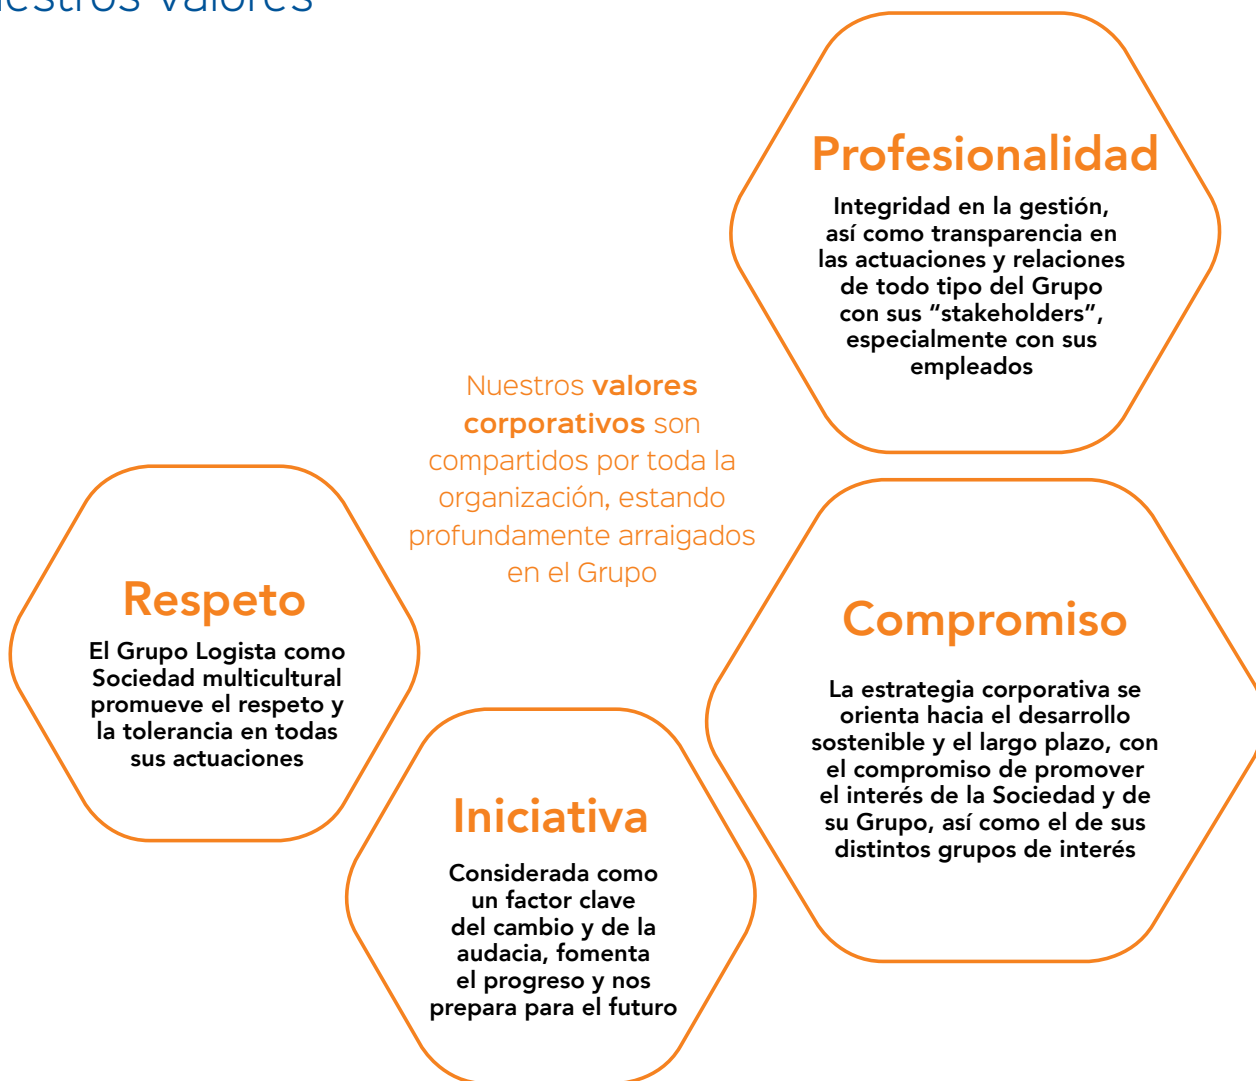 estros valores
Profesionalidad
Integridad en la gestión,
así como transparencia en
las actuaciones y relaciones
de todo tipo del Grupo
con sus “stakeholders”,
especialmente con sus
empleados
Nuestros valores
corporativos son
compartidos por toda la
organización, estando
profundamente arraigados
en el Grupo
Respeto
El Grupo Logista como
Sociedad multicultural
promueve el respeto y
la tolerancia en todas
sus actuaciones
Compromiso
La estrategia corporativa se
orienta hacia el desarrollo
sostenible y el largo plazo, con
el compromiso de promover
el interés de la Sociedad y de
su Grupo, así como el de sus
distintos grupos de interés
Iniciativa
Considerada como
un factor clave
del cambio y de la
audacia, fomenta
el progreso y nos
prepara para el futuro